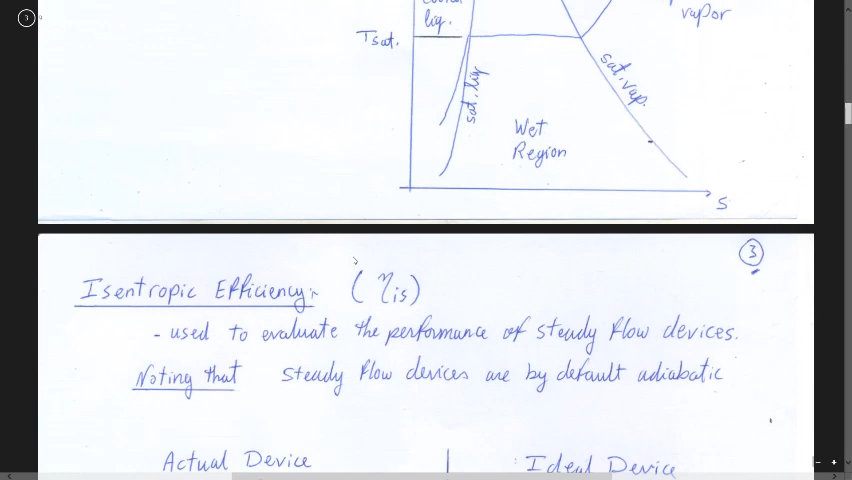 liq.
vapor
Tsat.
sat. liq
sat. vap.
Wet
Region
S
3
Isentropic Efficiency:- (ηis)
- used to evaluate the performance of steady flow devices.
Noting that steady flow devices are by default adiabatic
Actual Device
Ideal Device